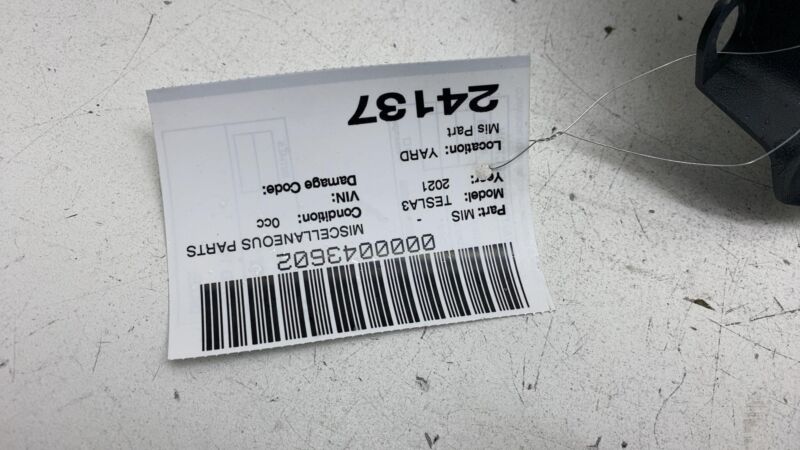 0000043602
MISCELLANEOUS PARTS
Part: MIS -
Condition: 0cc
Model: TESLA3
VIN:
Year: 2021
Damage Code:
Location: YARD
Mis Part
24137